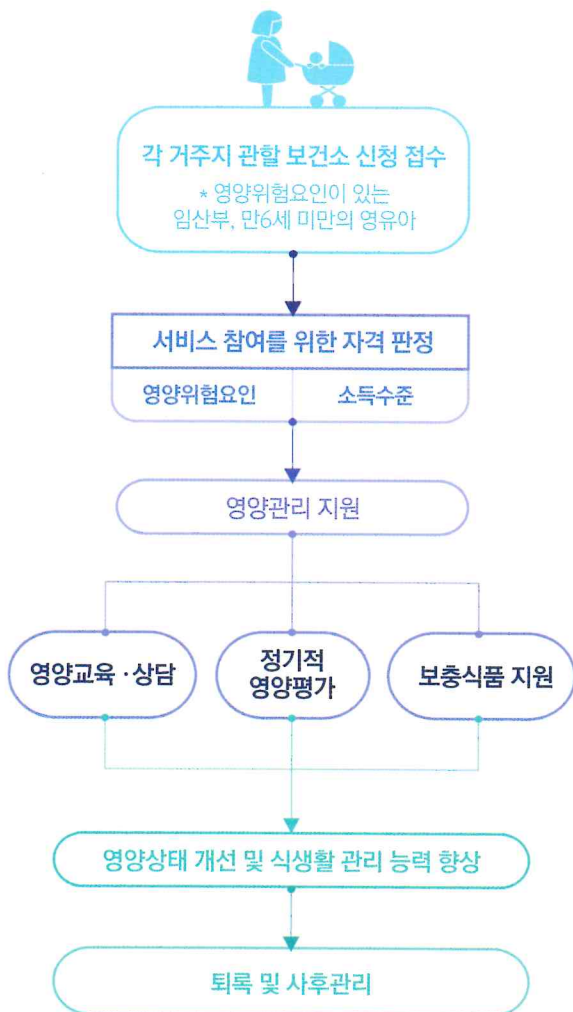 각 거주지 관할 보건소 신청 접수
* 영양위험요인이 있는
임산부, 만6세 미만의 영유아
서비스 참여를 위한 자격 판정
영양위험요인 소득수준
영양관리 지원
영양교육·상담
정기적
영양평가
보충식품 지원
영양상태 개선 및 식생활 관리 능력 향상
퇴록 및 사후관리